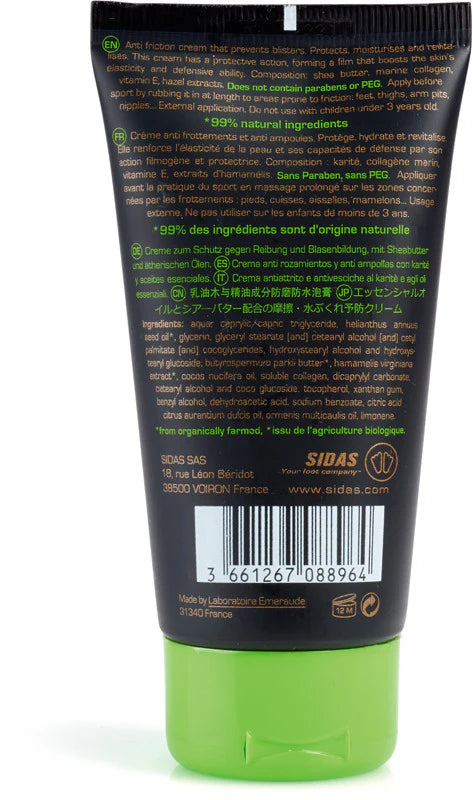 EN Anti friction cream that prevents blisters. Protects, moisturises and revita-
lises. This cream has a protective action, forming a film that boosts the skin's
elasticity and defensive ability. Composition: shea butter, marine collagen,
vitamin E, hazel extracts. Does not contain parabens or PEG. Apply before
sport by rubbing it in at length to areas prone to friction: feet, thighs, arm pits,
nipples... External application. Do not use with children under 3 years old.
*99% natural ingredients
FR Crème anti frottements et anti ampoules. Protège, hydrate et revitalise.
Elle renforce l'élasticité de la peau et ses capacités de défense par son
action filmogène et protectrice. Composition : karité, collagène marin,
vitamine E, extraits d'hamamélis. Sans Paraben, sans PEG. Appliquer
avant la pratique du sport en massage prolongé sur les zones concer-
nées par les frottements : pieds, cuisses, aisselles, mamelons... Usage
externe. Ne pas utiliser sur les enfants de moins de 3 ans.
*99% des ingrédients sont d'origine naturelle
DE Creme zum Schutz gegen Reibung und Blasenbildung, mit Sheabutter
und ätherischen Ölen. ES Crema anti rozamientos y anti ampollas con karité
y aceites esenciales. IT Crema antiattrito e antivesciche al karité e egli oli
essenziali. CN 乳油木与精油成分防磨防水泡膏 JP エッセンシャルオ
イルとシアーバター配合の摩擦・水ぶくれ予防クリーム
Ingredients: aqua, caprylic/capric triglyceride, helianthus annuus
seed oil*, glycerin, glyceryl stearate [and] cetearyl alcohol [and] cetyl
palmitate [and] cocoglycerides, hydroxystearyl alcohol and hydroxy-
stearyl glucoside, butyrospermum parkii butter*, hamamelis virginiana
extract*, cocos nucifera oil, soluble collagen, dicaprylyl carbonate,
cetearyl alcohol and coco glucoside, tocopherol, xanthan gum,
benzyl alcohol, dehydroacetic acid, sodium benzoate, citric acid
citrus aurantium dulcis oil, ormenis multicaulis oil, limonene.
*from organically farmod, *issu de l'agriculture biologique.
SIDAS SAS
18, rue Léon Béridot
38500 VOIRON France
SIDAS
Your foot company™
www.sidas.com
3 661267 088964
Made by Laboratoire Emeraude
31340 France
12 M